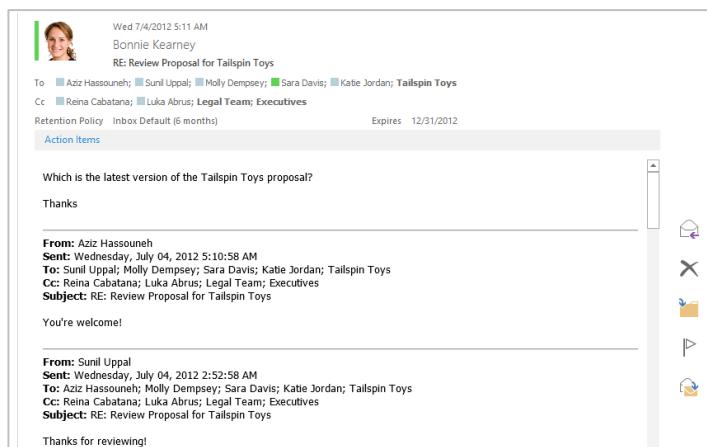 Wed 7/4/2012 5:11 AM
Bonnie Kearney
RE: Review Proposal for Tailspin Toys
To Aziz Hassouneh; Sunil Uppal; Molly Dempsey; Sara Davis; Katie Jordan; Tailspin Toys
Cc Reina Cabatana; Luka Abrus; Legal Team; Executives
Retention Policy Inbox Default (6 months) Expires 12/31/2012
Action Items
Which is the latest version of the Tailspin Toys proposal?
Thanks
From: Aziz Hassouneh
Sent: Wednesday, July 04, 2012 5:10:58 AM
To: Sunil Uppal; Molly Dempsey; Sara Davis; Katie Jordan; Tailspin Toys
Cc: Reina Cabatana; Luka Abrus; Legal Team; Executives
Subject: RE: Review Proposal for Tailspin Toys
You're welcome!
From: Sunil Uppal
Sent: Wednesday, July 04, 2012 2:52:58 AM
To: Aziz Hassouneh; Molly Dempsey; Sara Davis; Katie Jordan; Tailspin Toys
Cc: Reina Cabatana; Luka Abrus; Legal Team; Executives
Subject: RE: Review Proposal for Tailspin Toys
Thanks for reviewing!